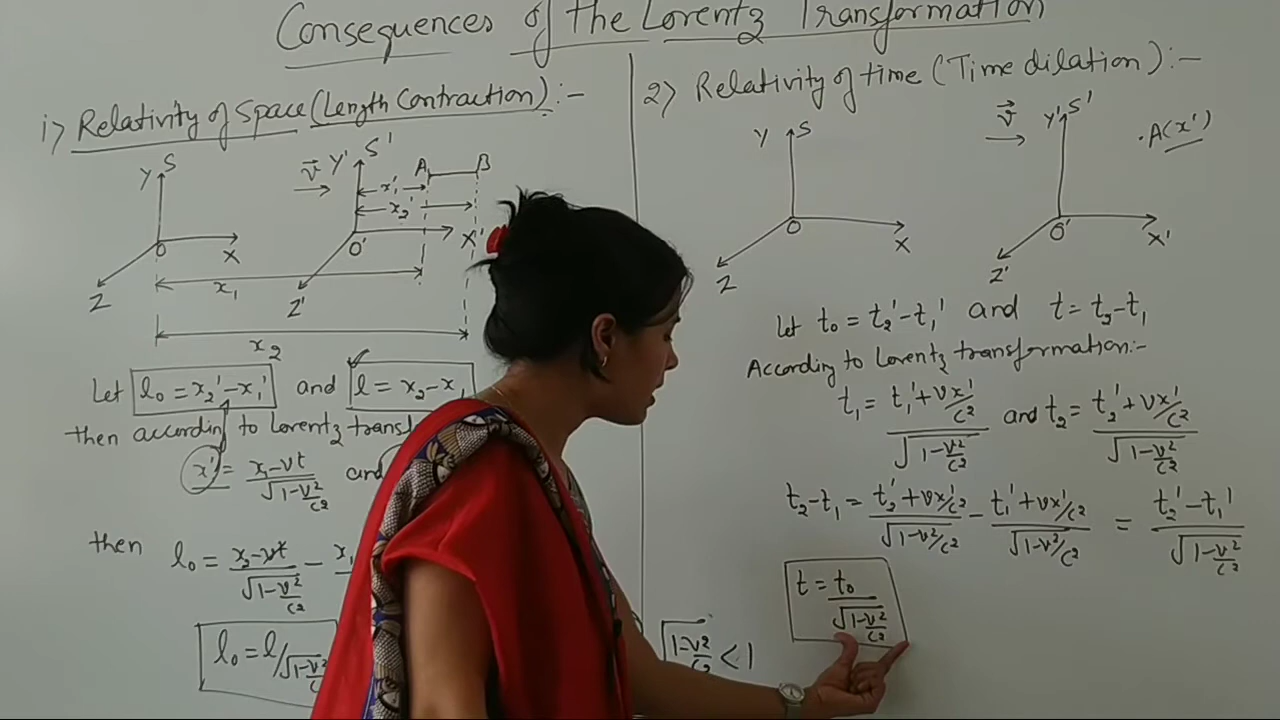 Consequences of the Lorentz Transformation
i) Relativity of Space (Length Contraction) :-
Y S
v⃗ Y' S' A B
x₁'
x₂'
O X
O' X'
Z
Z'
x₁
x₂
Let l₀ = x₂' - x₁' and l = x₂ - x₁
then according to Lorentz
x' = x₁ - vt / √(1 - v²/c²) and
then l₀ = x₂ - vt / √(1 - v²/c²) -
l₀ = l / √(1 - v²
√(1 - v²/c²) < 1
2) Relativity of time (Time dilation) :-
Y S
v⃗ Y' S' . A(x')
O X
O' X'
Z
Z'
Let t₀ = t₂' - t₁' and t = t₂ - t₁
According to Lorentz transformation:-
t₁ = t₁' + vx'/c² / √(1 - v²/c²) and t₂ = t₂' + vx'/c² / √(1 - v²/c²)
t₂ - t₁ = t₂' + vx'/c² / √(1 - v²/c²) - t₁' + vx'/c² / √(1 - v²/c²) = t₂' - t₁' / √(1 - v²/c²)
t = t₀ / √(1 - v²/c²)